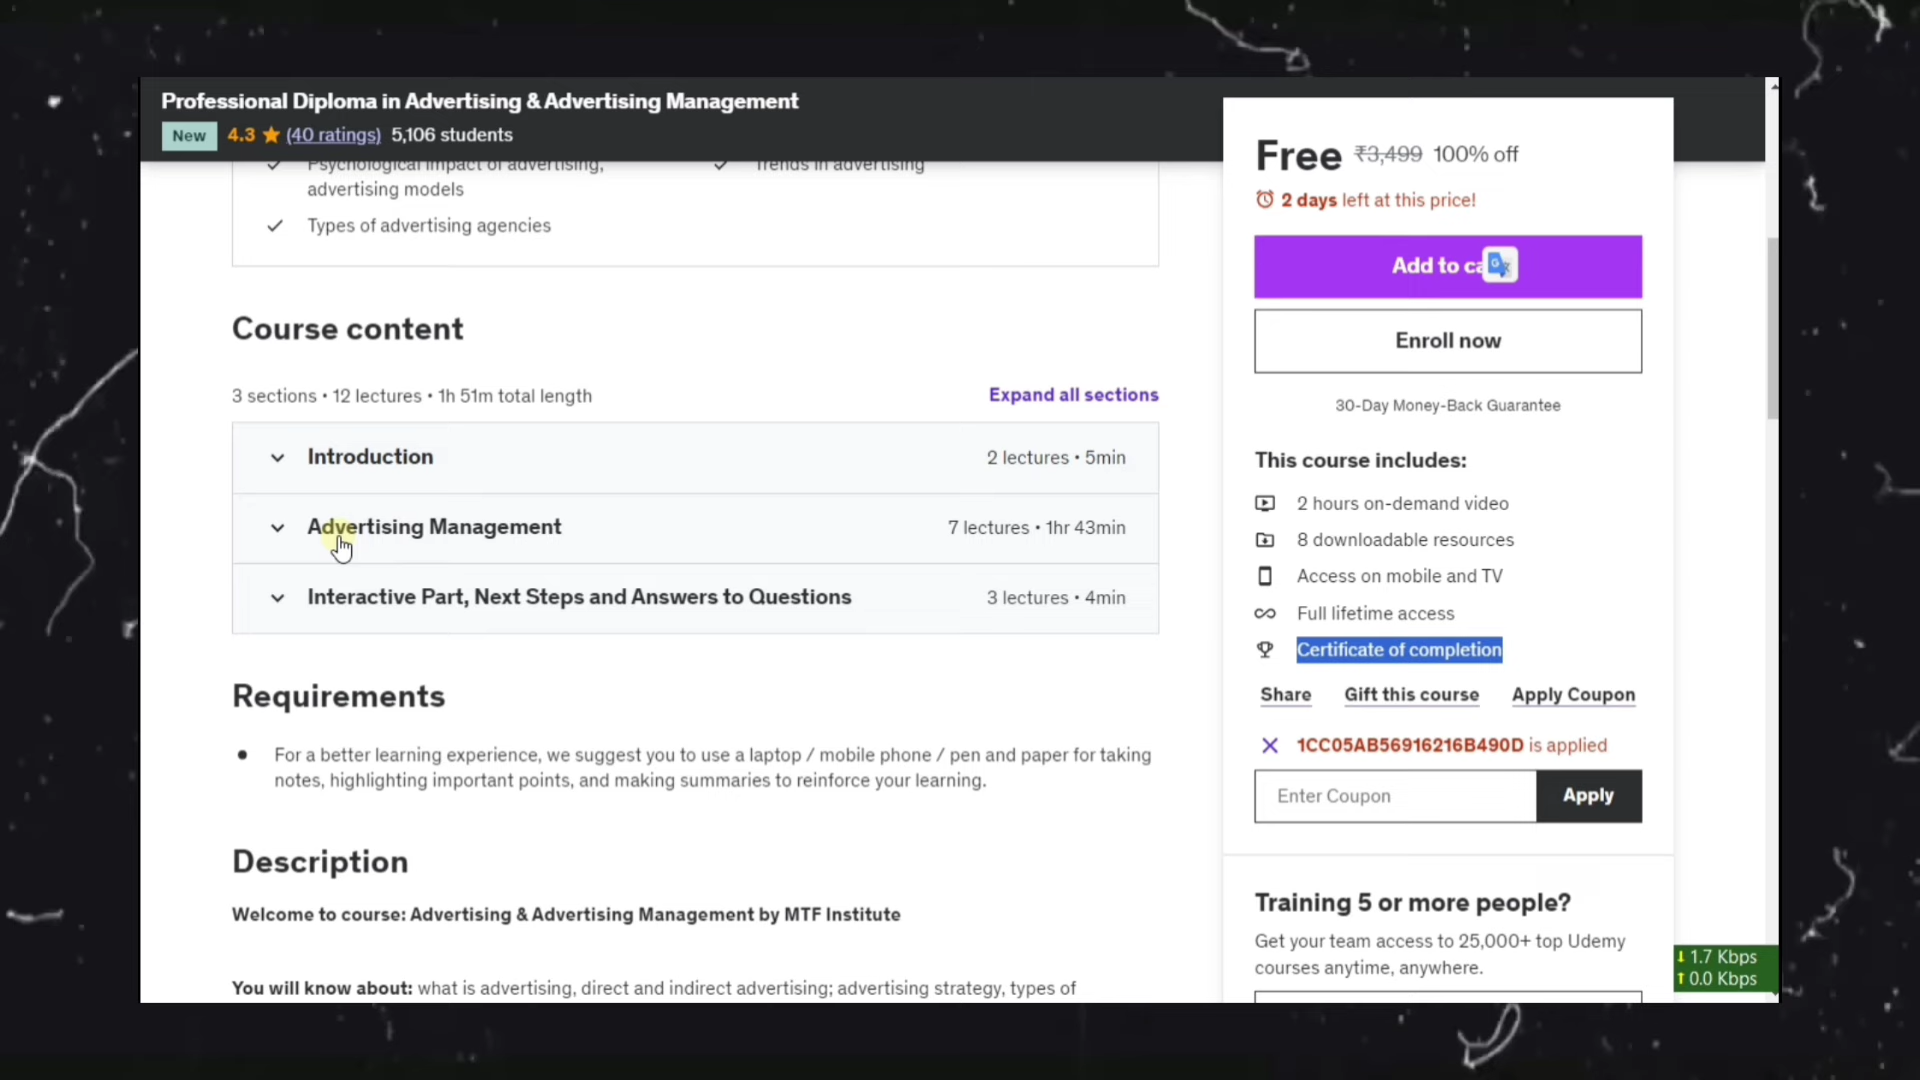 Professional Diploma in Advertising & Advertising Management
New 4.3 (40 ratings) 5,106 students
Psychological impact of advertising,
advertising models
Trends in advertising
Types of advertising agencies
Course content
3 sections • 12 lectures • 1h 51m total length
Expand all sections
Introduction
2 lectures • 5min
Advertising Management
7 lectures • 1hr 43min
Interactive Part, Next Steps and Answers to Questions
3 lectures • 4min
Requirements
For a better learning experience, we suggest you to use a laptop / mobile phone / pen and paper for taking
notes, highlighting important points, and making summaries to reinforce your learning.
Description
Welcome to course: Advertising & Advertising Management by MTF Institute
You will know about: what is advertising, direct and indirect advertising; advertising strategy, types of
Free ₹3,499 100% off
2 days left at this price!
Add to ca
Enroll now
30-Day Money-Back Guarantee
This course includes:
2 hours on-demand video
8 downloadable resources
Access on mobile and TV
Full lifetime access
Certificate of completion
Share Gift this course Apply Coupon
1CC05AB56916216B490D is applied
Enter Coupon
Apply
Training 5 or more people?
Get your team access to 25,000+ top Udemy
courses anytime, anywhere.
1.7 Kbps
0.0 Kbps